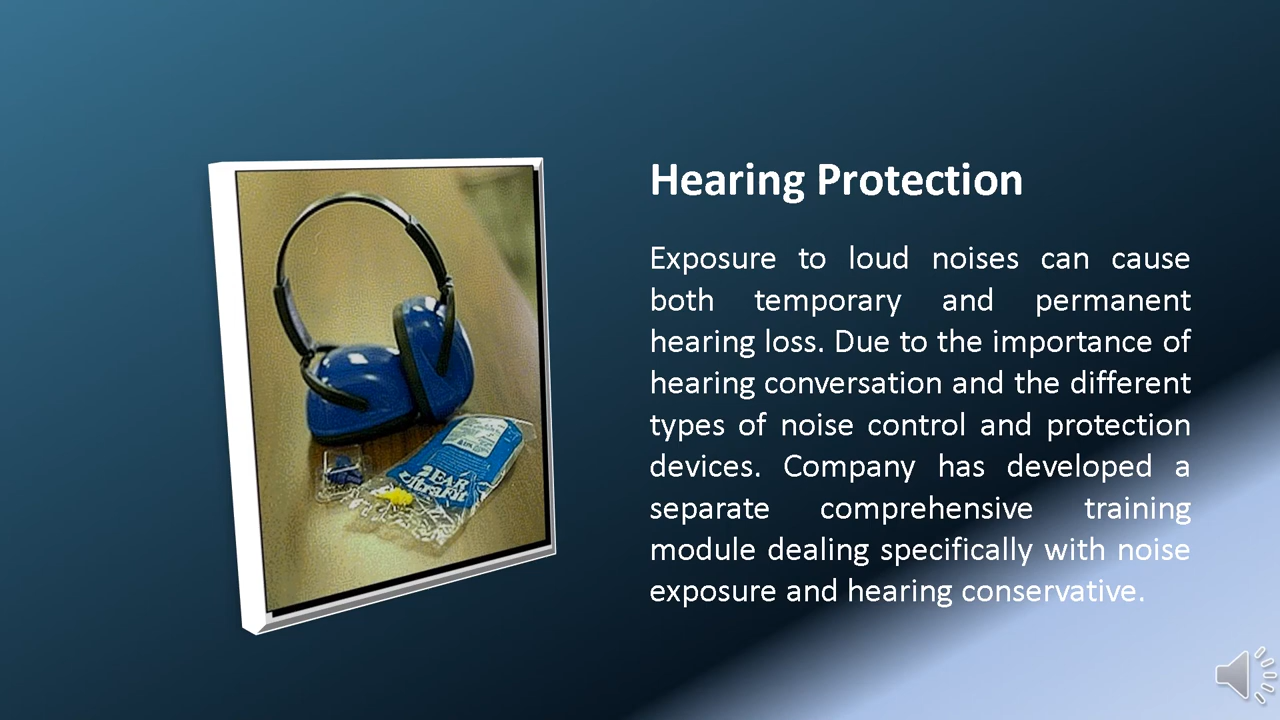 Hearing Protection
Exposure to loud noises can cause
both temporary and permanent
hearing loss. Due to the importance of
hearing conversation and the different
types of noise control and protection
devices. Company has developed a
separate comprehensive training
module dealing specifically with noise
exposure and hearing conservative.
EAR
UltraFit